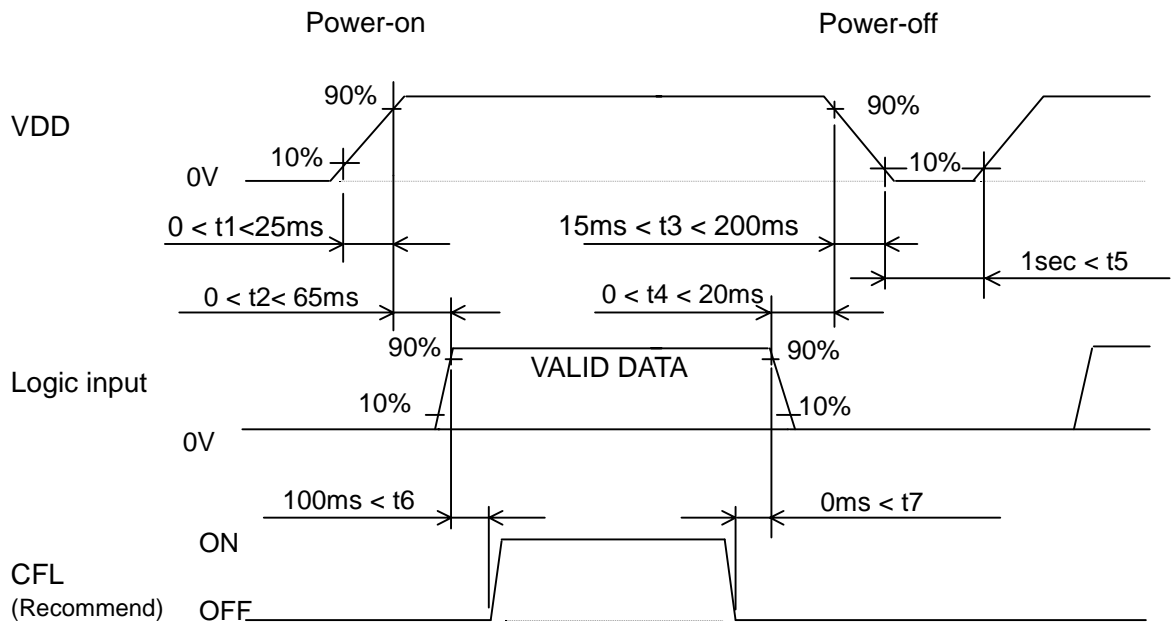 Power-on
Power-off
VDD
90%
90%
10%
10%
0V
0 < t1<25ms
15ms < t3 < 200ms
1sec < t5
0 < t2< 65ms
0 < t4 < 20ms
Logic input
90%
VALID DATA
90%
10%
10%
0V
100ms < t6
0ms < t7
ON
CFL
(Recommend)
OFF